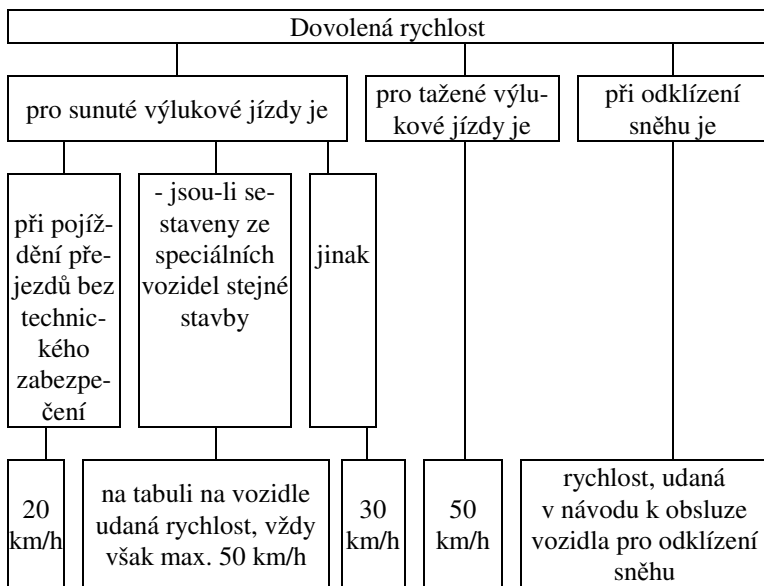 Dovolená rychlost
pro sunuté výlukové jízdy je
pro tažené výlu-
kové jízdy je
při odklízení
sněhu je
při pojíž-
dění pře-
jezdů bez
technic-
kého
zabezpe-
čení
- jsou-li se-
staveny ze
speciálních
vozidel stejné
stavby
jinak
20
km/h
na tabuli na vozidle
udaná rychlost, vždy
však max. 50 km/h
30
km/h
50
km/h
rychlost, udaná
v návodu k obsluze
vozidla pro odklízení
sněhu